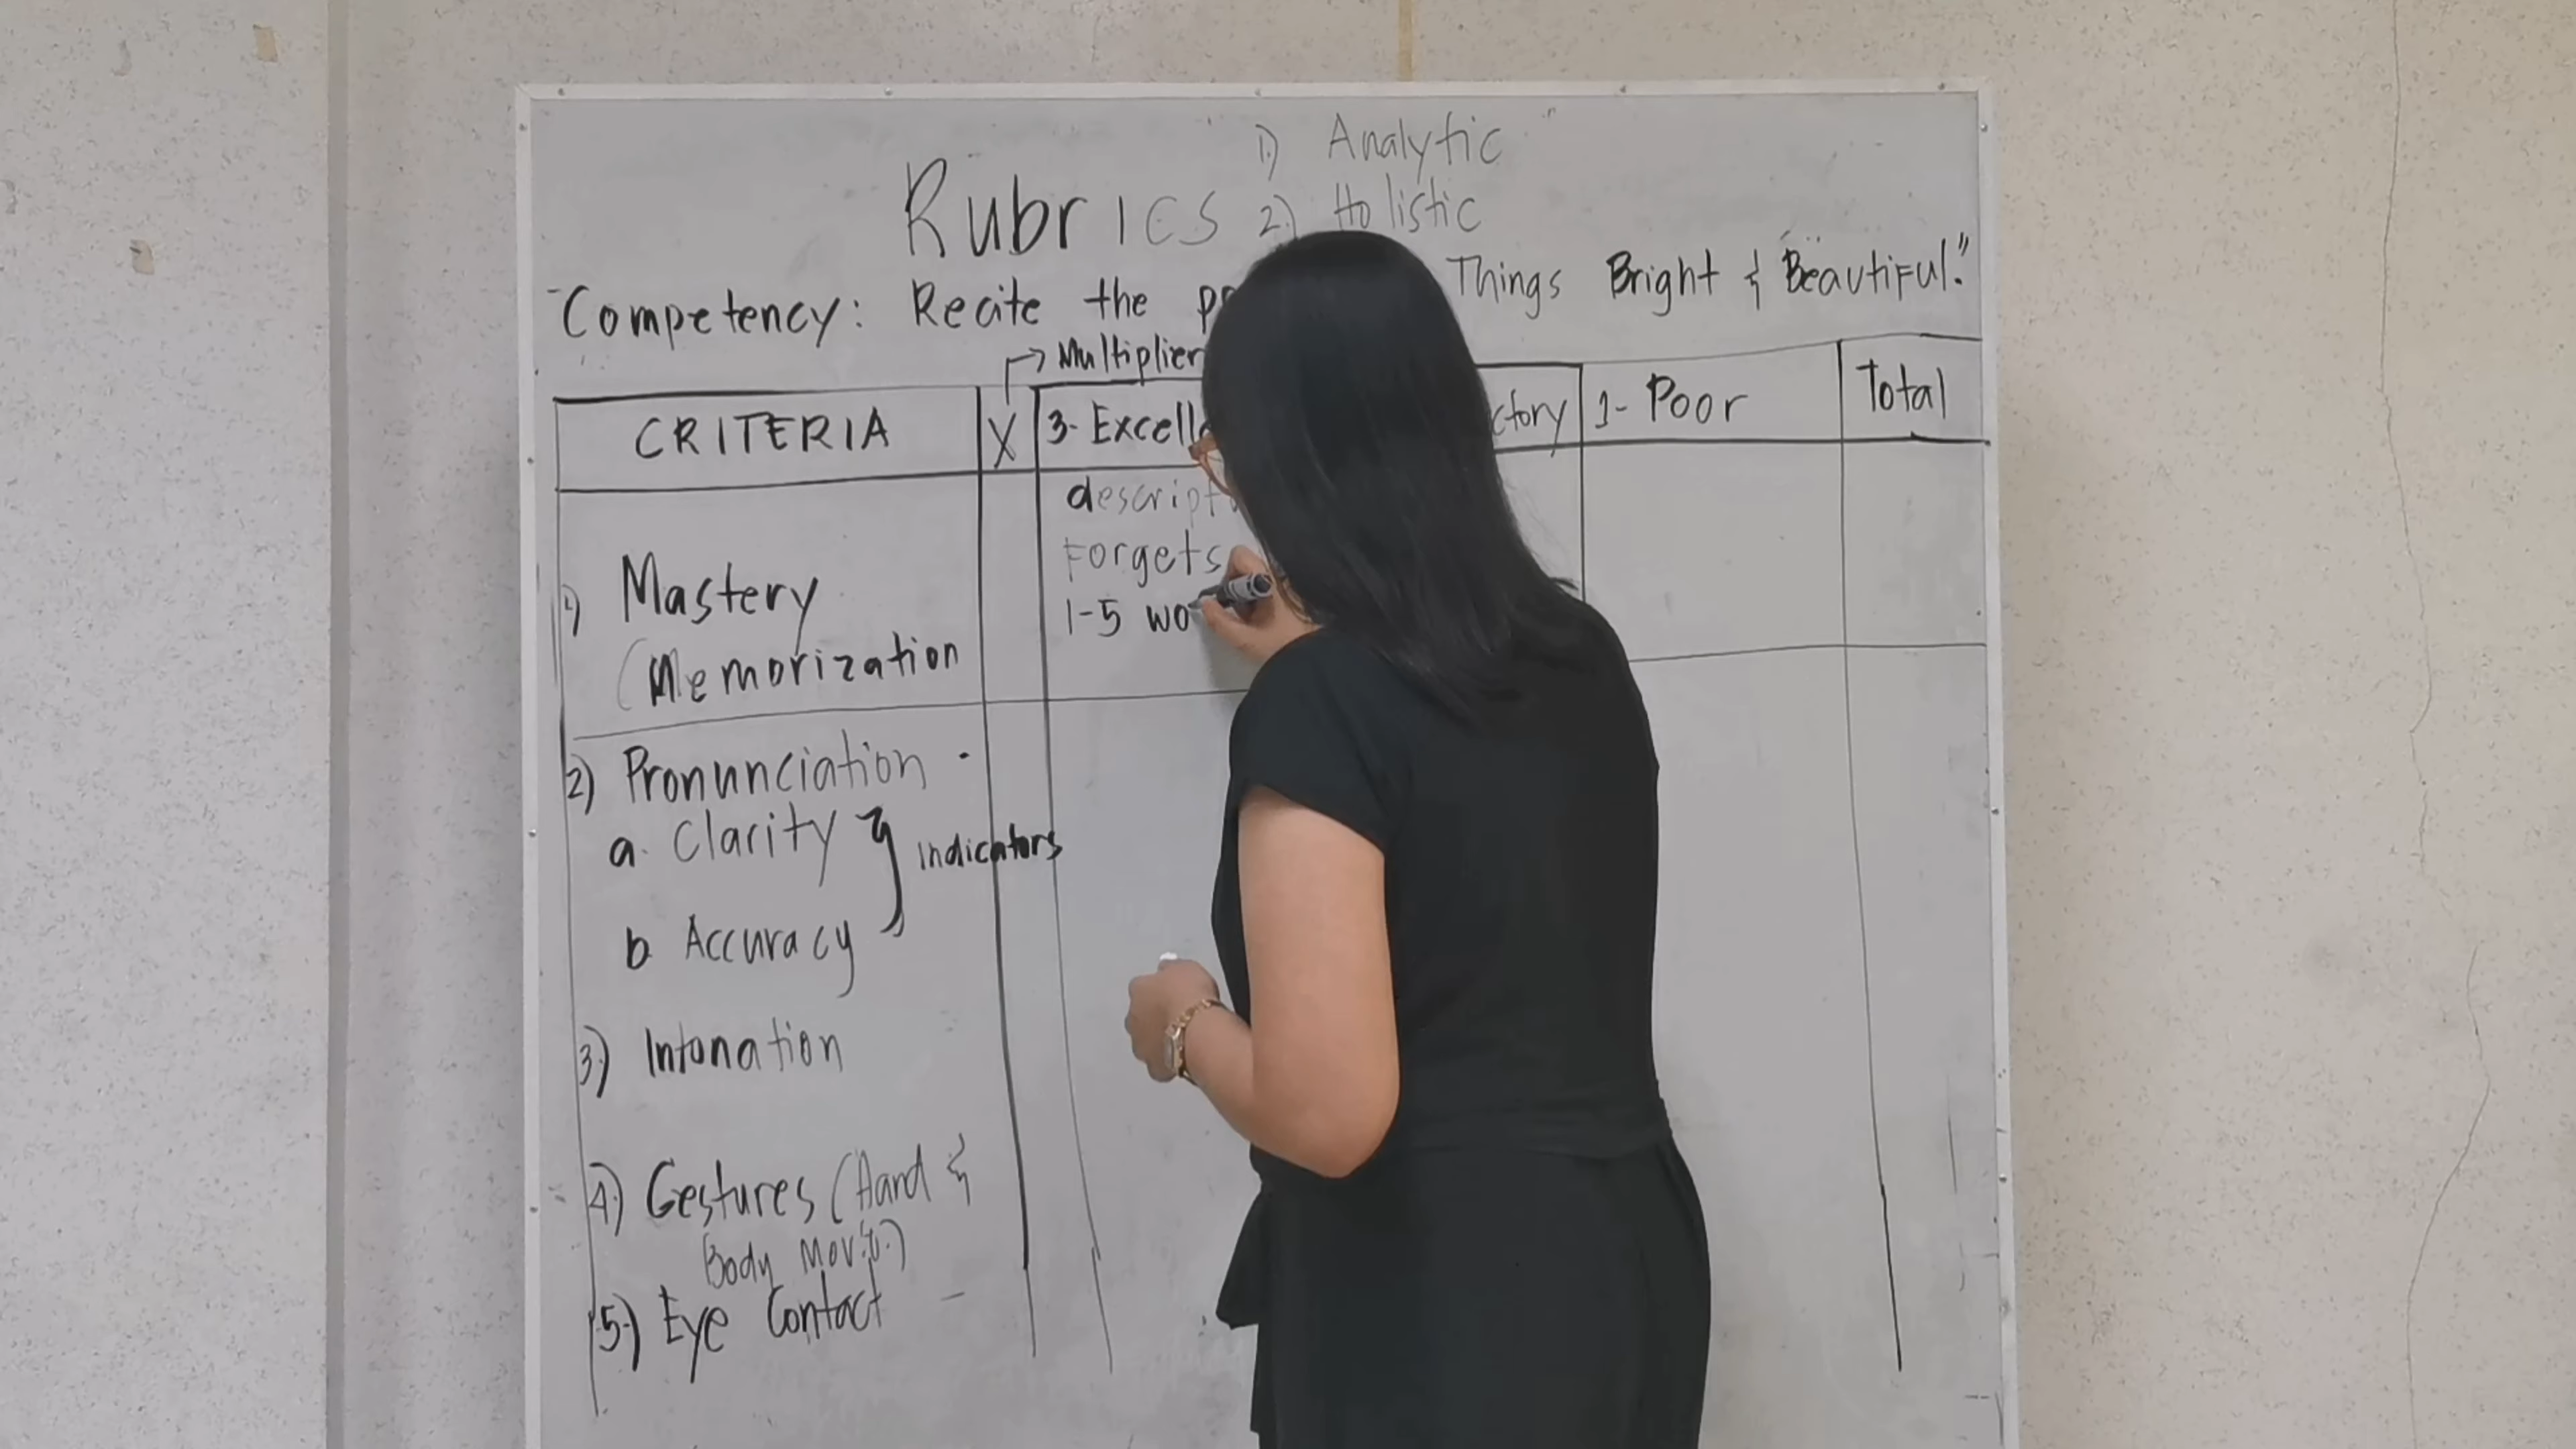 1) Analytic
Rubrics 2) Holistic
Competency: Recite the Things Bright & Beautiful."
Multiplier
CRITERIA X 3- Excell ctory 1- Poor Total
descript
Forgets
1) Mastery 1-5 wo
(Memorization
2) Pronunciation
a. Clarity
indicators
b. Accuracy
3) Intonation
4) Gestures (Hand &
Body
5) Eye Contact